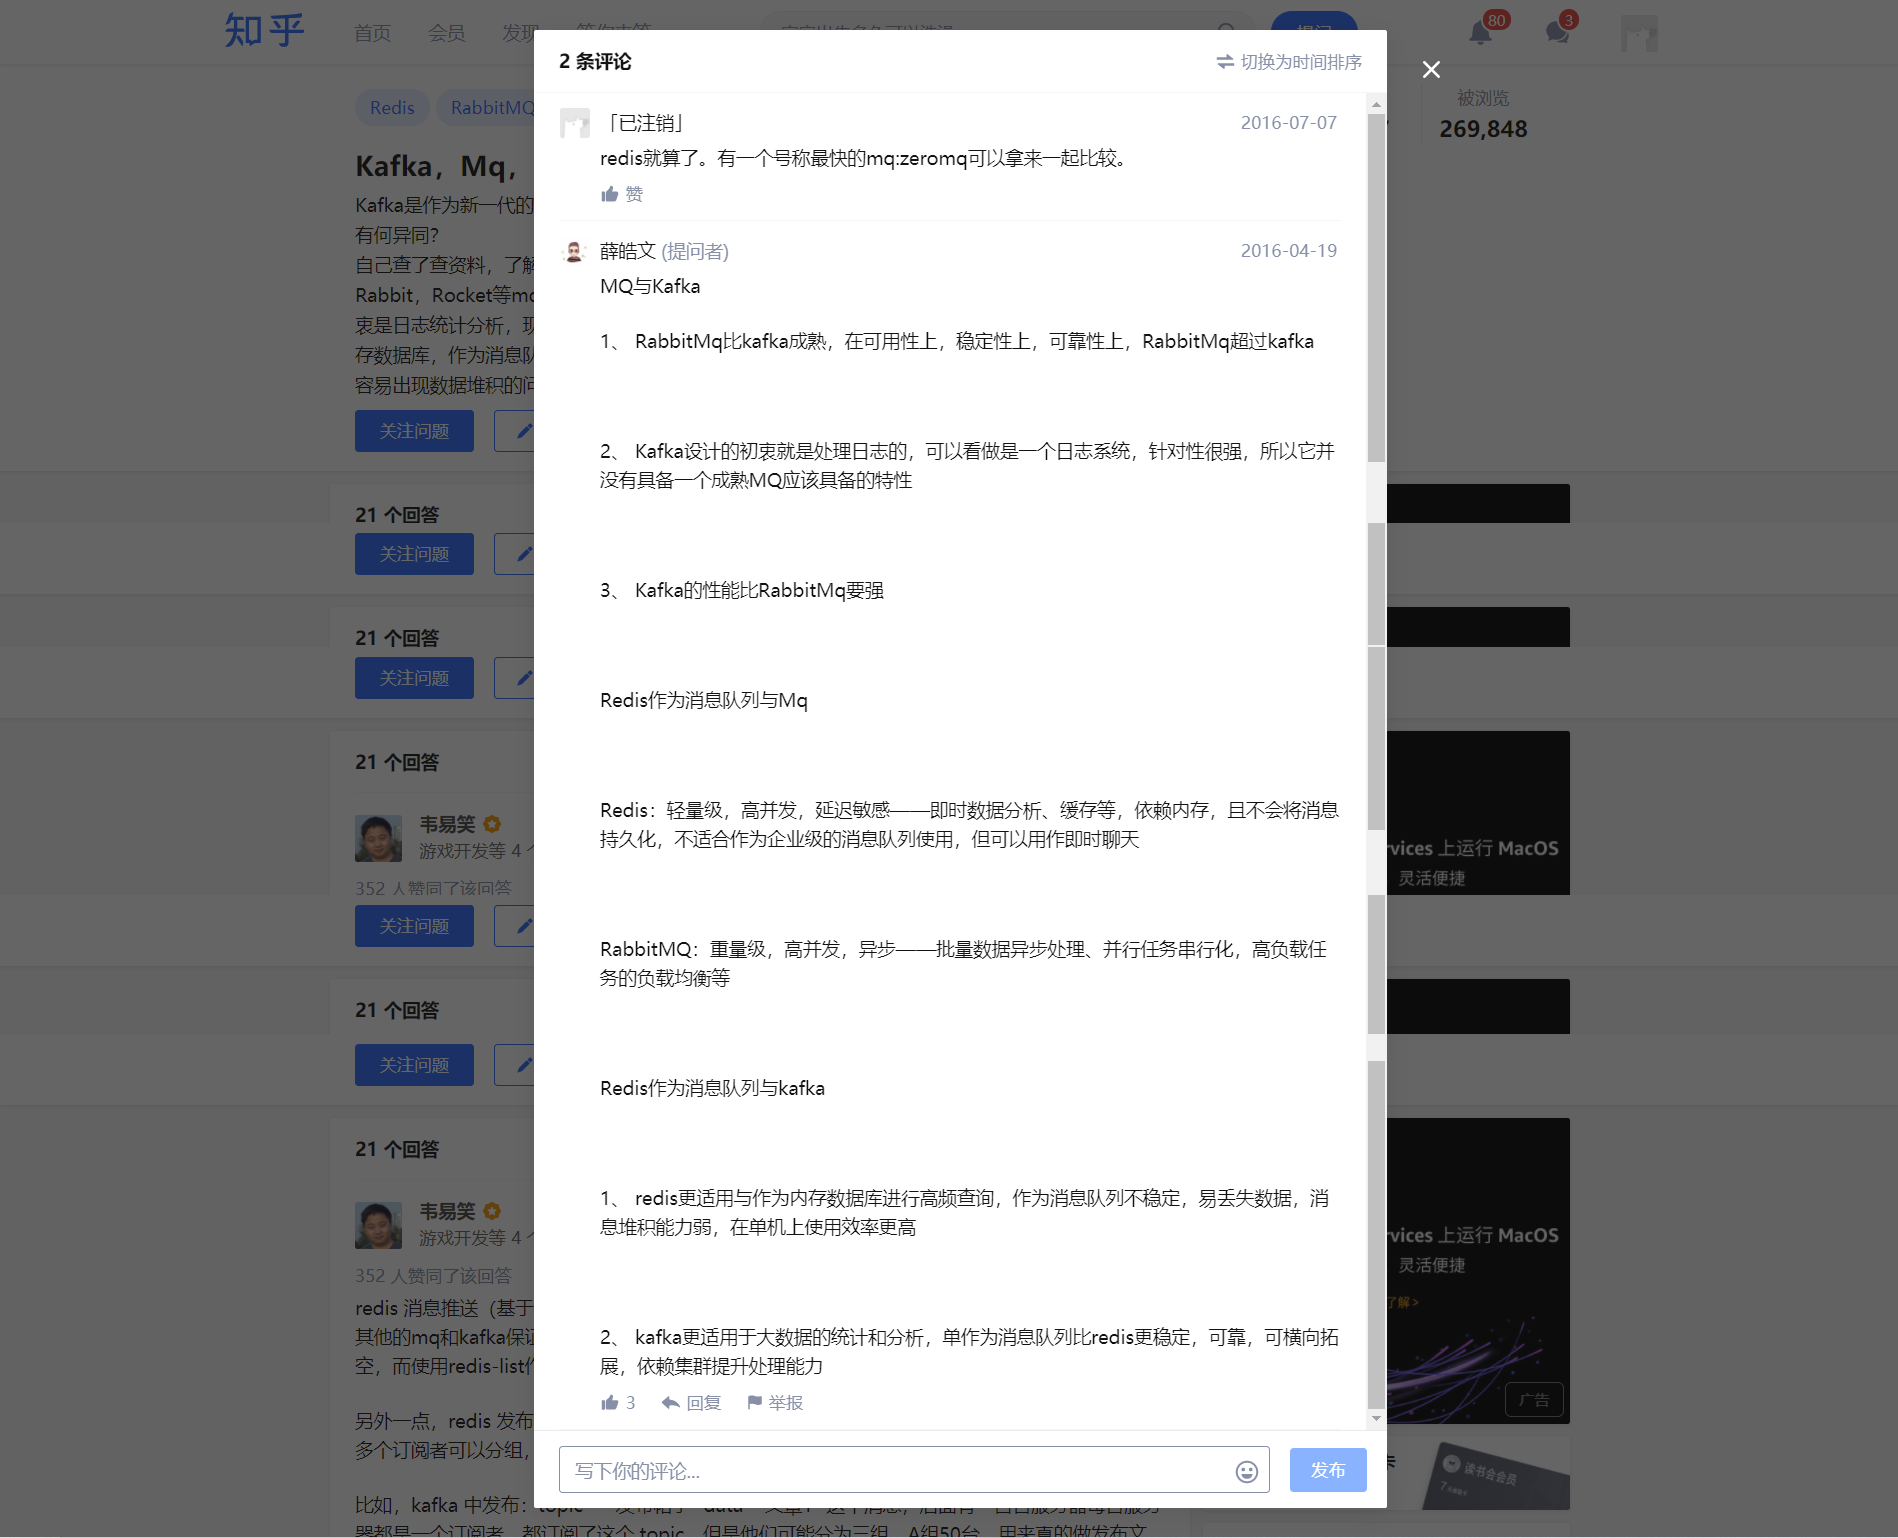 知乎
首页 会员 发现
80
3
Redis RabbitMQ
被浏览
269,848
Kafka，Mq，
Kafka是作为新一代的
有何异同？
自己查了查资料，了解
Rabbit，Rocket等mq
衷是日志统计分析，现
存数据库，作为消息队
容易出现数据堆积的问
关注问题
21 个回答
关注问题
21 个回答
关注问题
21 个回答
韦易笑
游戏开发等 4 个
352 人赞同了该回答
关注问题
21 个回答
关注问题
21 个回答
韦易笑
游戏开发等 4 个
352 人赞同了该回答
redis 消息推送（基于
其他的mq和kafka保证
空，而使用redis-list作
另外一点，redis 发布
多个订阅者可以分组，
比如，kafka 中发布：topic
2 条评论
切换为时间排序
「已注销」
2016-07-07
redis就算了。有一个号称最快的mq:zeromq可以拿来一起比较。
赞
薛皓文 (提问者)
2016-04-19
MQ与Kafka
1、 RabbitMq比kafka成熟，在可用性上，稳定性上，可靠性上，RabbitMq超过kafka
2、 Kafka设计的初衷就是处理日志的，可以看做是一个日志系统，针对性很强，所以它并
没有具备一个成熟MQ应该具备的特性
3、 Kafka的性能比RabbitMq要强
Redis作为消息队列与Mq
Redis：轻量级，高并发，延迟敏感——即时数据分析、缓存等，依赖内存，且不会将消息
持久化，不适合作为企业级的消息队列使用，但可以用作即时聊天
RabbitMQ：重量级，高并发，异步——批量数据异步处理、并行任务串行化，高负载任
务的负载均衡等
Redis作为消息队列与kafka
1、 redis更适用与作为内存数据库进行高频查询，作为消息队列不稳定，易丢失数据，消
息堆积能力弱，在单机上使用效率更高
2、 kafka更适用于大数据的统计和分析，单作为消息队列比redis更稳定，可靠，可横向拓
展，依赖集群提升处理能力
3 回复 举报
写下你的评论...
发布
rvices 上运行 MacOS
灵活便捷
rvices 上运行 MacOS
灵活便捷
了解 >
广告
卡
读书会会员